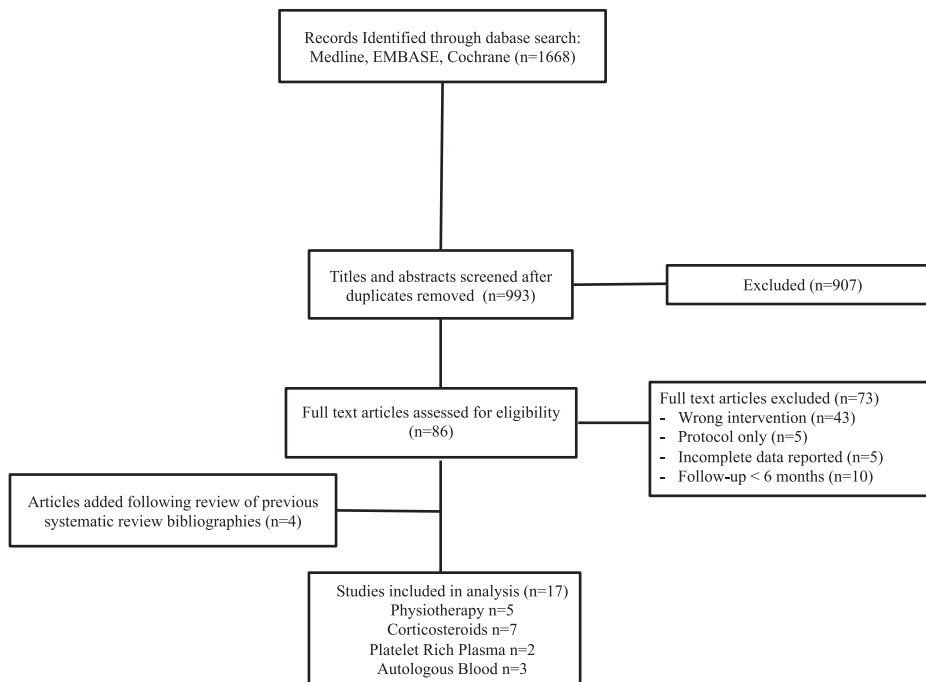 Records Identified through dabase search:
Medline, EMBASE, Cochrane (n=1668)
Titles and abstracts screened after
duplicates removed (n=993)
Excluded (n=907)
Full text articles assessed for eligibility
(n=86)
Full text articles excluded (n=73)
- Wrong intervention (n=43)
- Protocol only (n=5)
- Incomplete data reported (n=5)
- Follow-up < 6 months (n=10)
Articles added following review of previous
systematic review bibliographies (n=4)
Studies included in analysis (n=17)
Physiotherapy n=5
Corticosteroids n=7
Platelet Rich Plasma n=2
Autologous Blood n=3